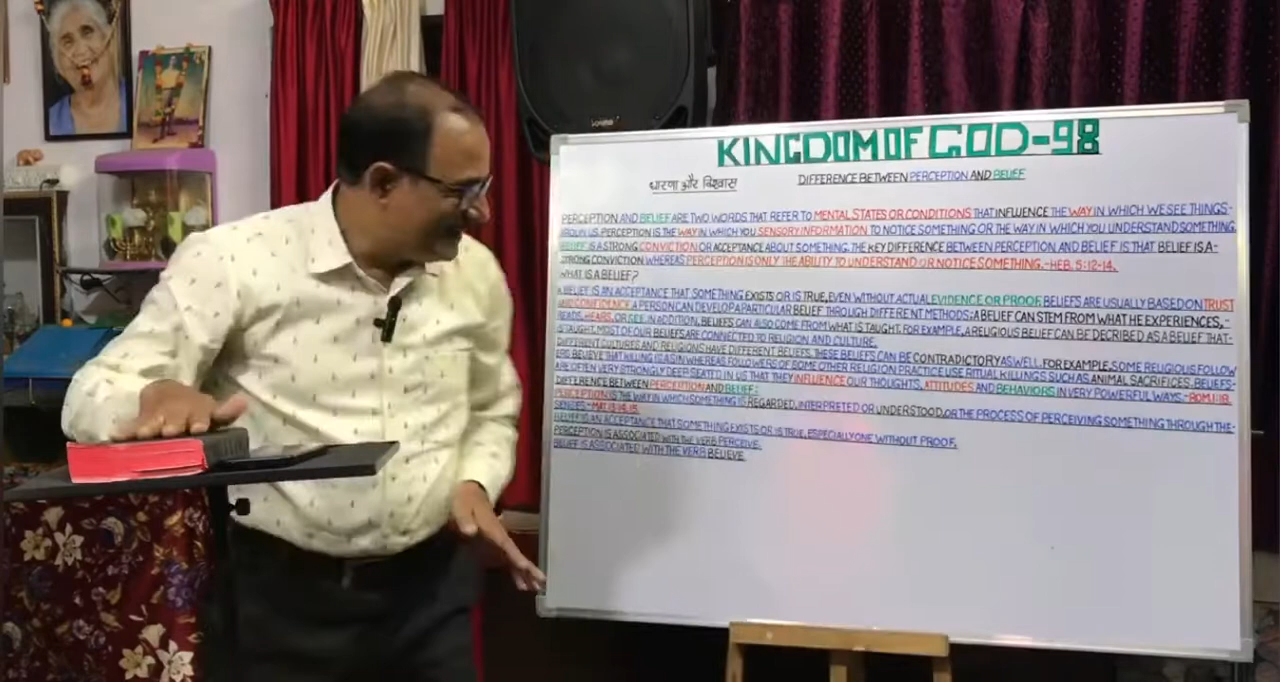 KINGDOM OF GOD-98
धारणा और विश्वास
DIFFERENCE BETWEEN PERCEPTION AND BELIEF
PERCEPTION AND BELIEF ARE TWO WORDS THAT REFER TO MENTAL STATES OR CONDITIONS THAT INFLUENCE THE WAY IN WHICH WE SEE THINGS-
US. PERCEPTION IS THE WAY IN WHICH YOU SENSORY INFORMATION TO NOTICE SOMETHING OR THE WAY IN WHICH YOU UNDERSTAND SOMETHING.
BELIEF IS A STRONG CONVICTION OR ACCEPTANCE ABOUT SOMETHING. THE KEY DIFFERENCE BETWEEN PERCEPTION AND BELIEF IS THAT BELIEF IS A-
STRONG CONVICTION WHEREAS PERCEPTION IS ONLY THE ABILITY TO UNDERSTAND OR NOTICE SOMETHING.-HEB. 5:12-14.
WHAT IS A BELIEF?
A BELIEF IS AN ACCEPTANCE THAT SOMETHING EXISTS OR IS TRUE, EVEN WITHOUT ACTUAL EVIDENCE OR PROOF. BELIEFS ARE USUALLY BASED ON TRUST
AND CONFIDENCE. A PERSON CAN DEVELOP A PARTICULAR BELIEF THROUGH DIFFERENT METHODS: A BELIEF CAN STEM FROM WHAT HE EXPERIENCES,-
READS, HEARS, OR SEE. IN ADDITION, BELIEFS CAN ALSO COME FROM WHAT IS TAUGHT. FOR EXAMPLE, A RELIGIOUS BELIEF CAN BE DECRIBED AS A BELIEF THAT-
IS TAUGHT. MOST OF OUR BELIEFS ARE CONNECTED TO RELIGION AND CULTURE.
DIFFERENT CULTURES AND RELIGIONS HAVE DIFFERENT BELIEFS. THESE BELIEFS CAN BE CONTRADICTORY AS WELL. FOR EXAMPLE, SOME RELIGIOUS FOLLOW
ERS BELIEVE THAT KILLING IS A SIN WHEREAS FOLLOWERS OF SOME OTHER RELIGION PRACTICE USE RITUAL KILLINGS SUCH AS ANIMAL SACRIFICES. BELIEFS-
ARE OFTEN VERY STRONGLY DEEP SEATED IN US THAT THEY INFLUENCE OUR THOUGHTS, ATTITUDES AND BEHAVIORS IN VERY POWERFUL WAYS.-ROM.1:18.
DIFFERENCE BETWEEN PERCEPTION AND BELIEF:
PERCEPTION IS THE WAY IN WHICH SOMETHING IS REGARDED, INTERPRETED OR UNDERSTOOD, OR THE PROCESS OF PERCEIVING SOMETHING THROUGH THE-
SENSES.-MAT.13:14,15.
BELIEF IS AN ACCEPTANCE THAT SOMETHING EXISTS OR IS TRUE, ESPECIALLY ONE WITHOUT PROOF.
PERCEPTION IS ASSOCIATED WITH THE VERB PERCEIVE.
BELIEF IS ASSOCIATED WITH THE VERB BELIEVE.